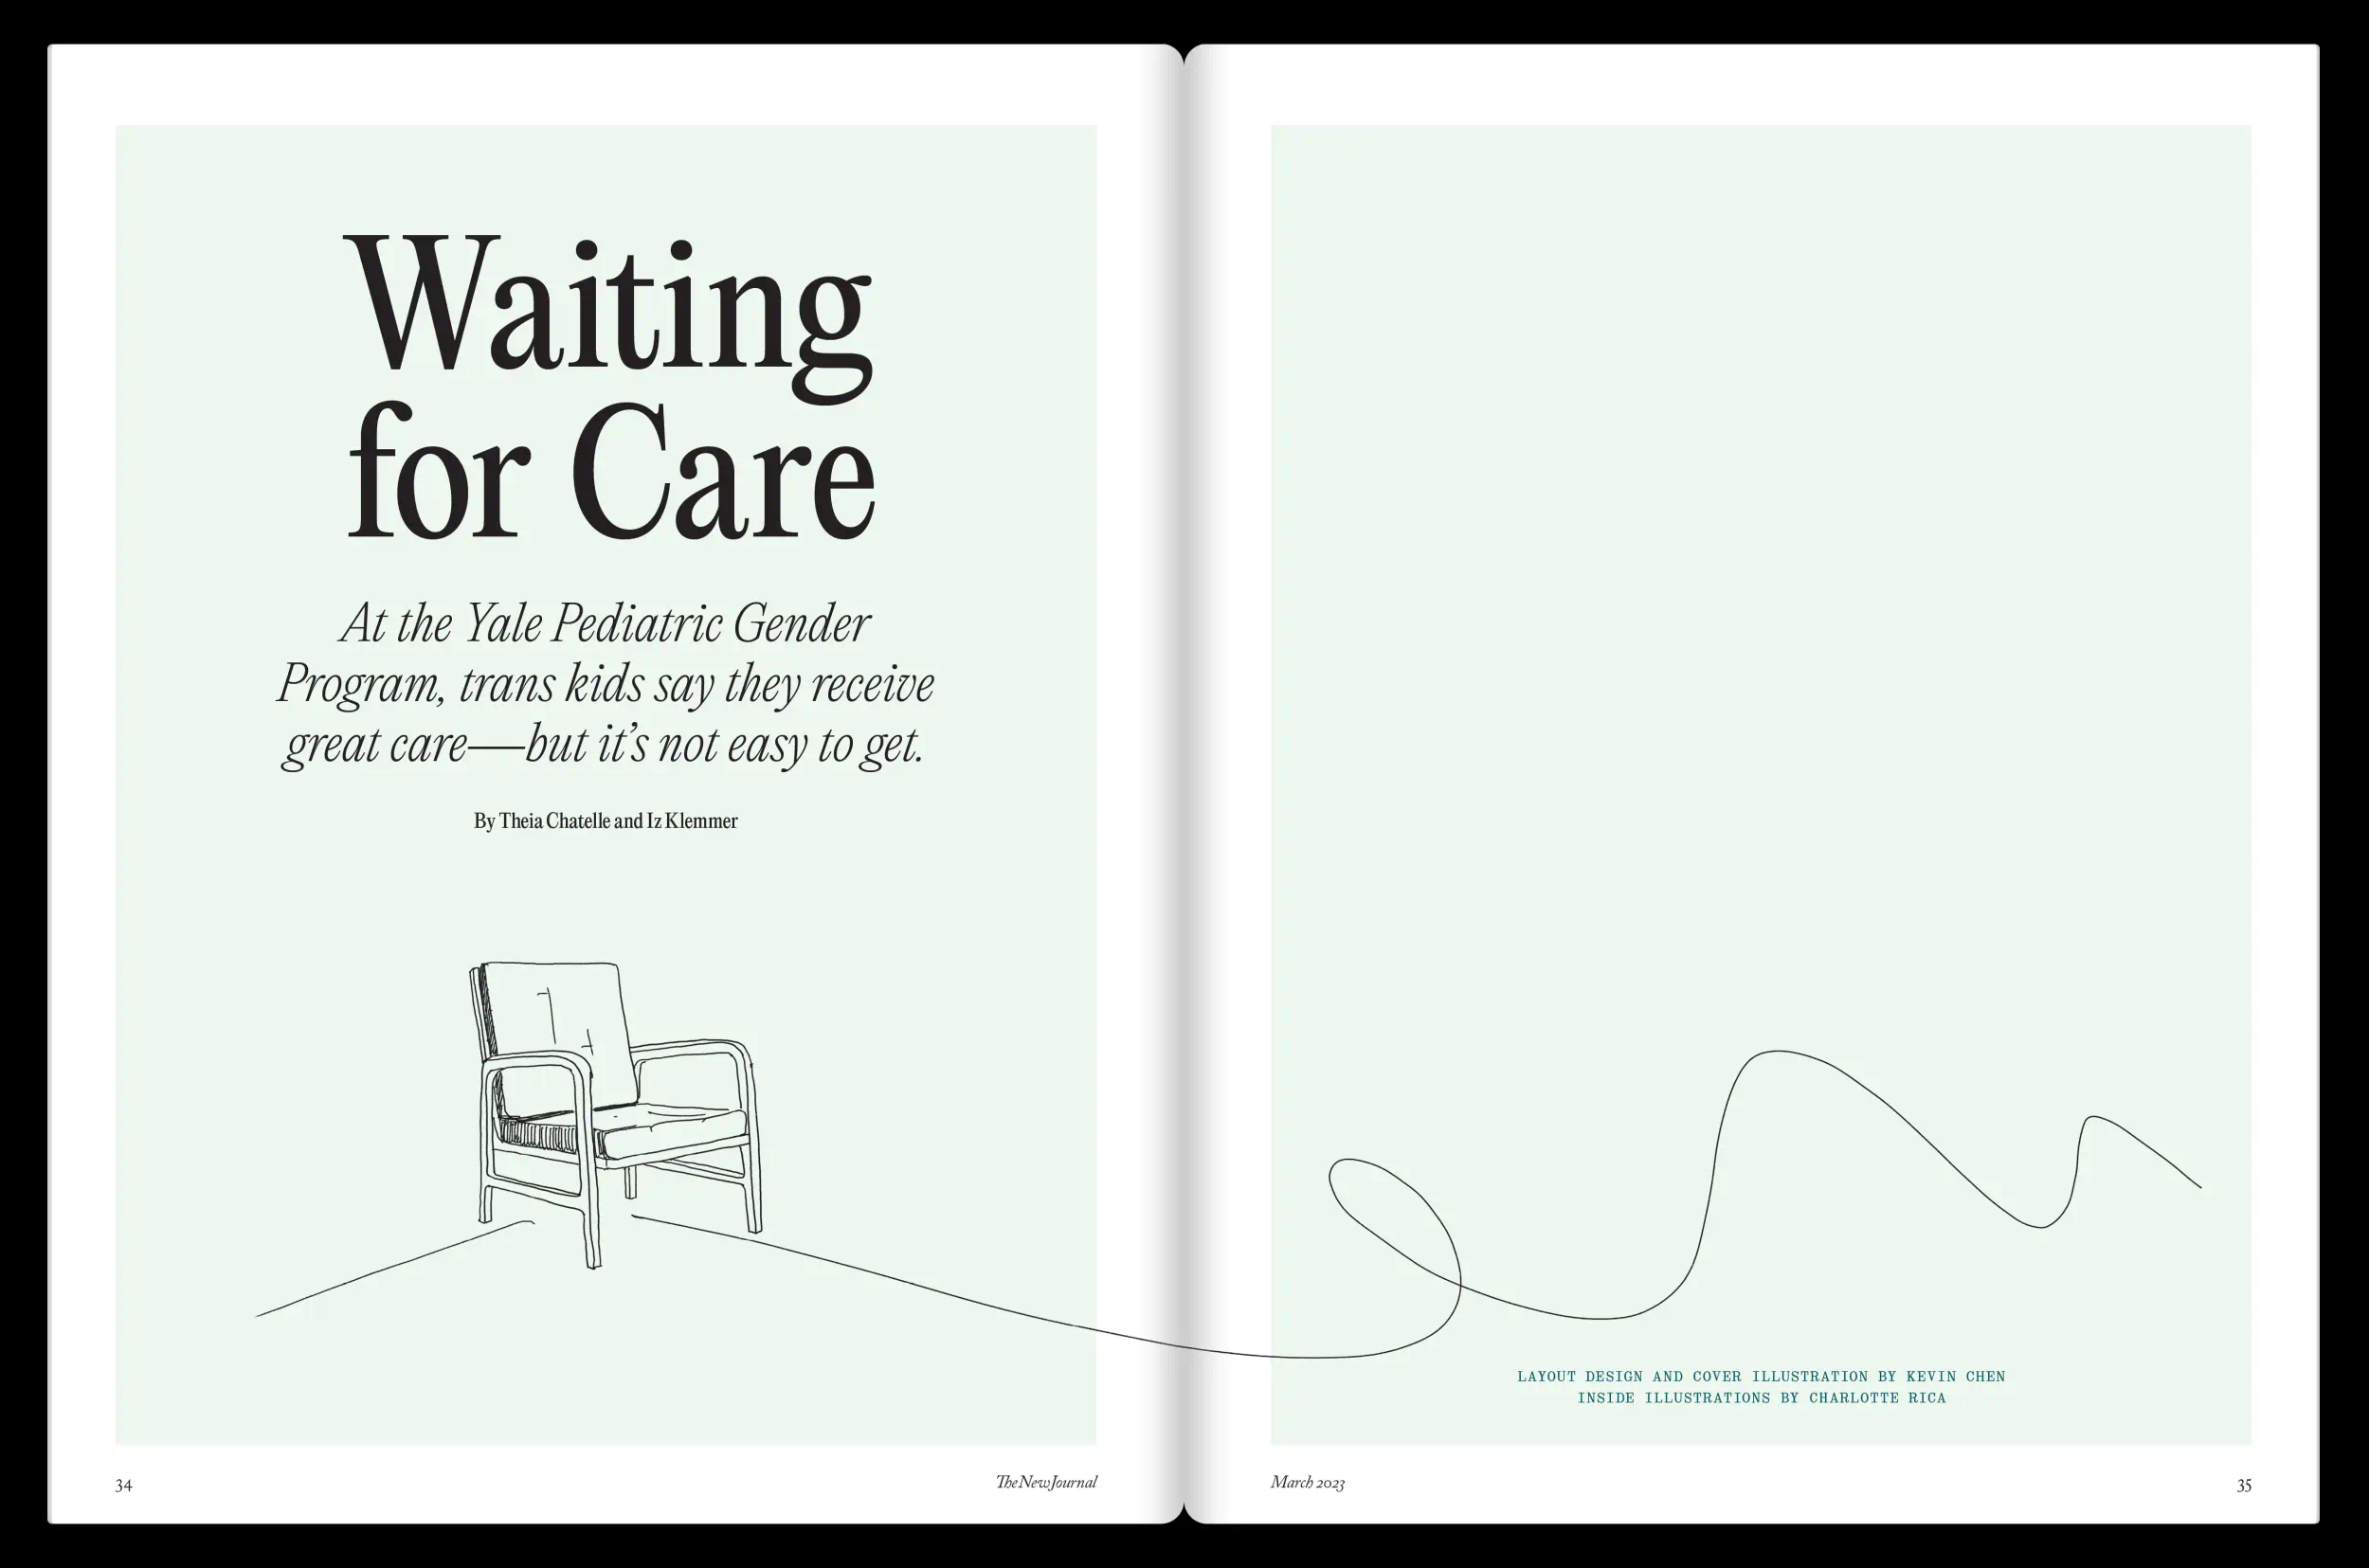 Waiting
for Care
At the Yale Pediatric Gender
Program, trans kids say they receive
great care—but it’s not easy to get.
By Theia Chatelle and Iz Klemmer
34
The New Journal
LAYOUT DESIGN AND COVER ILLUSTRATION BY KEVIN CHEN
INSIDE ILLUSTRATIONS BY CHARLOTTE RICA
March 2023
35